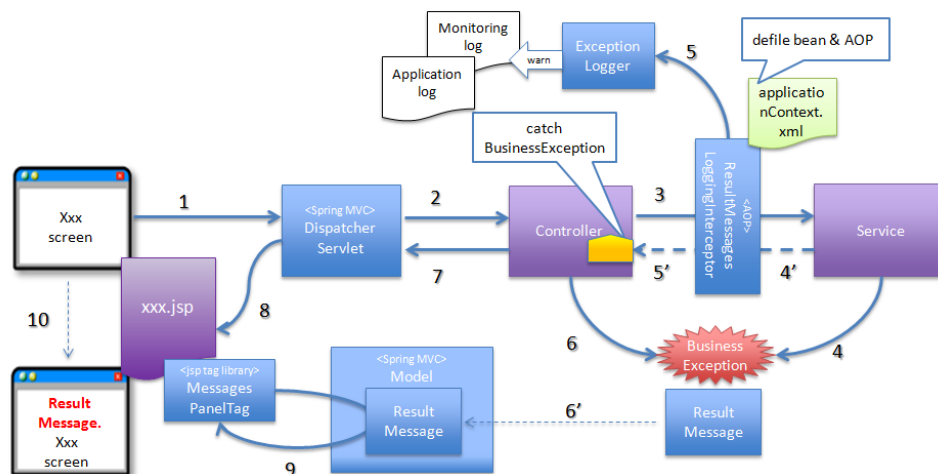 Monitoring
log
Application
log
warn
Exception
Logger
5
defile bean & AOP
applicatio
nContext.
xml
catch
BusinessException
Xxx
screen
1
<Spring MVC>
Dispatcher
Servlet
2
Controller
3
<AOP>
ResultMessages
LoggingInterceptor
Service
7
5’
4’
8
xxx.jsp
10
6
Business
Exception
4
<jsp tag library>
Messages
PanelTag
<Spring MVC>
Model
Result
Message
6’
Result
Message
9
Result
Message.
Xxx
screen